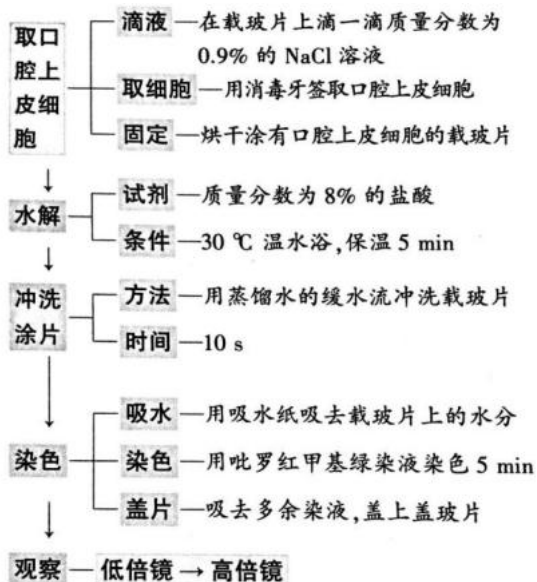 取口腔上皮细胞
滴液—在载玻片上滴一滴质量分数为
0.9% 的 NaCl 溶液
取细胞—用消毒牙签取口腔上皮细胞
固定—烘干涂有口腔上皮细胞的载玻片
水解
试剂—质量分数为 8% 的盐酸
条件—30 ℃ 温水浴,保温 5 min
冲洗涂片
方法—用蒸馏水的缓水流冲洗载玻片
时间—10 s
染色
吸水—用吸水纸吸去载玻片上的水分
染色—用吡罗红甲基绿染液染色 5 min
盖片—吸去多余染液,盖上盖玻片
观察—低倍镜→高倍镜